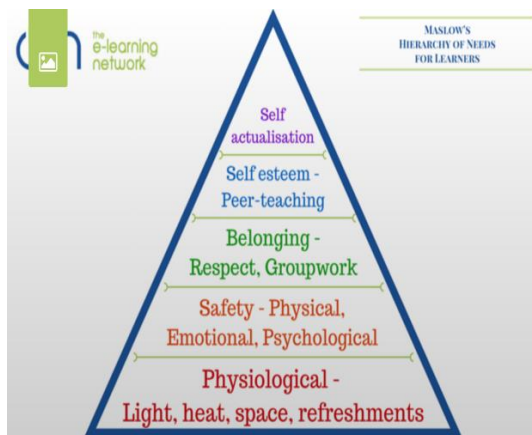 the
e-learning
network
MASLOW'S
HIERARCHY OF NEEDS
FOR LEARNERS
Self
actualisation
Self esteem -
Peer-teaching
Belonging -
Respect, Groupwork
Safety - Physical,
Emotional, Psychological
Physiological -
Light, heat, space, refreshments